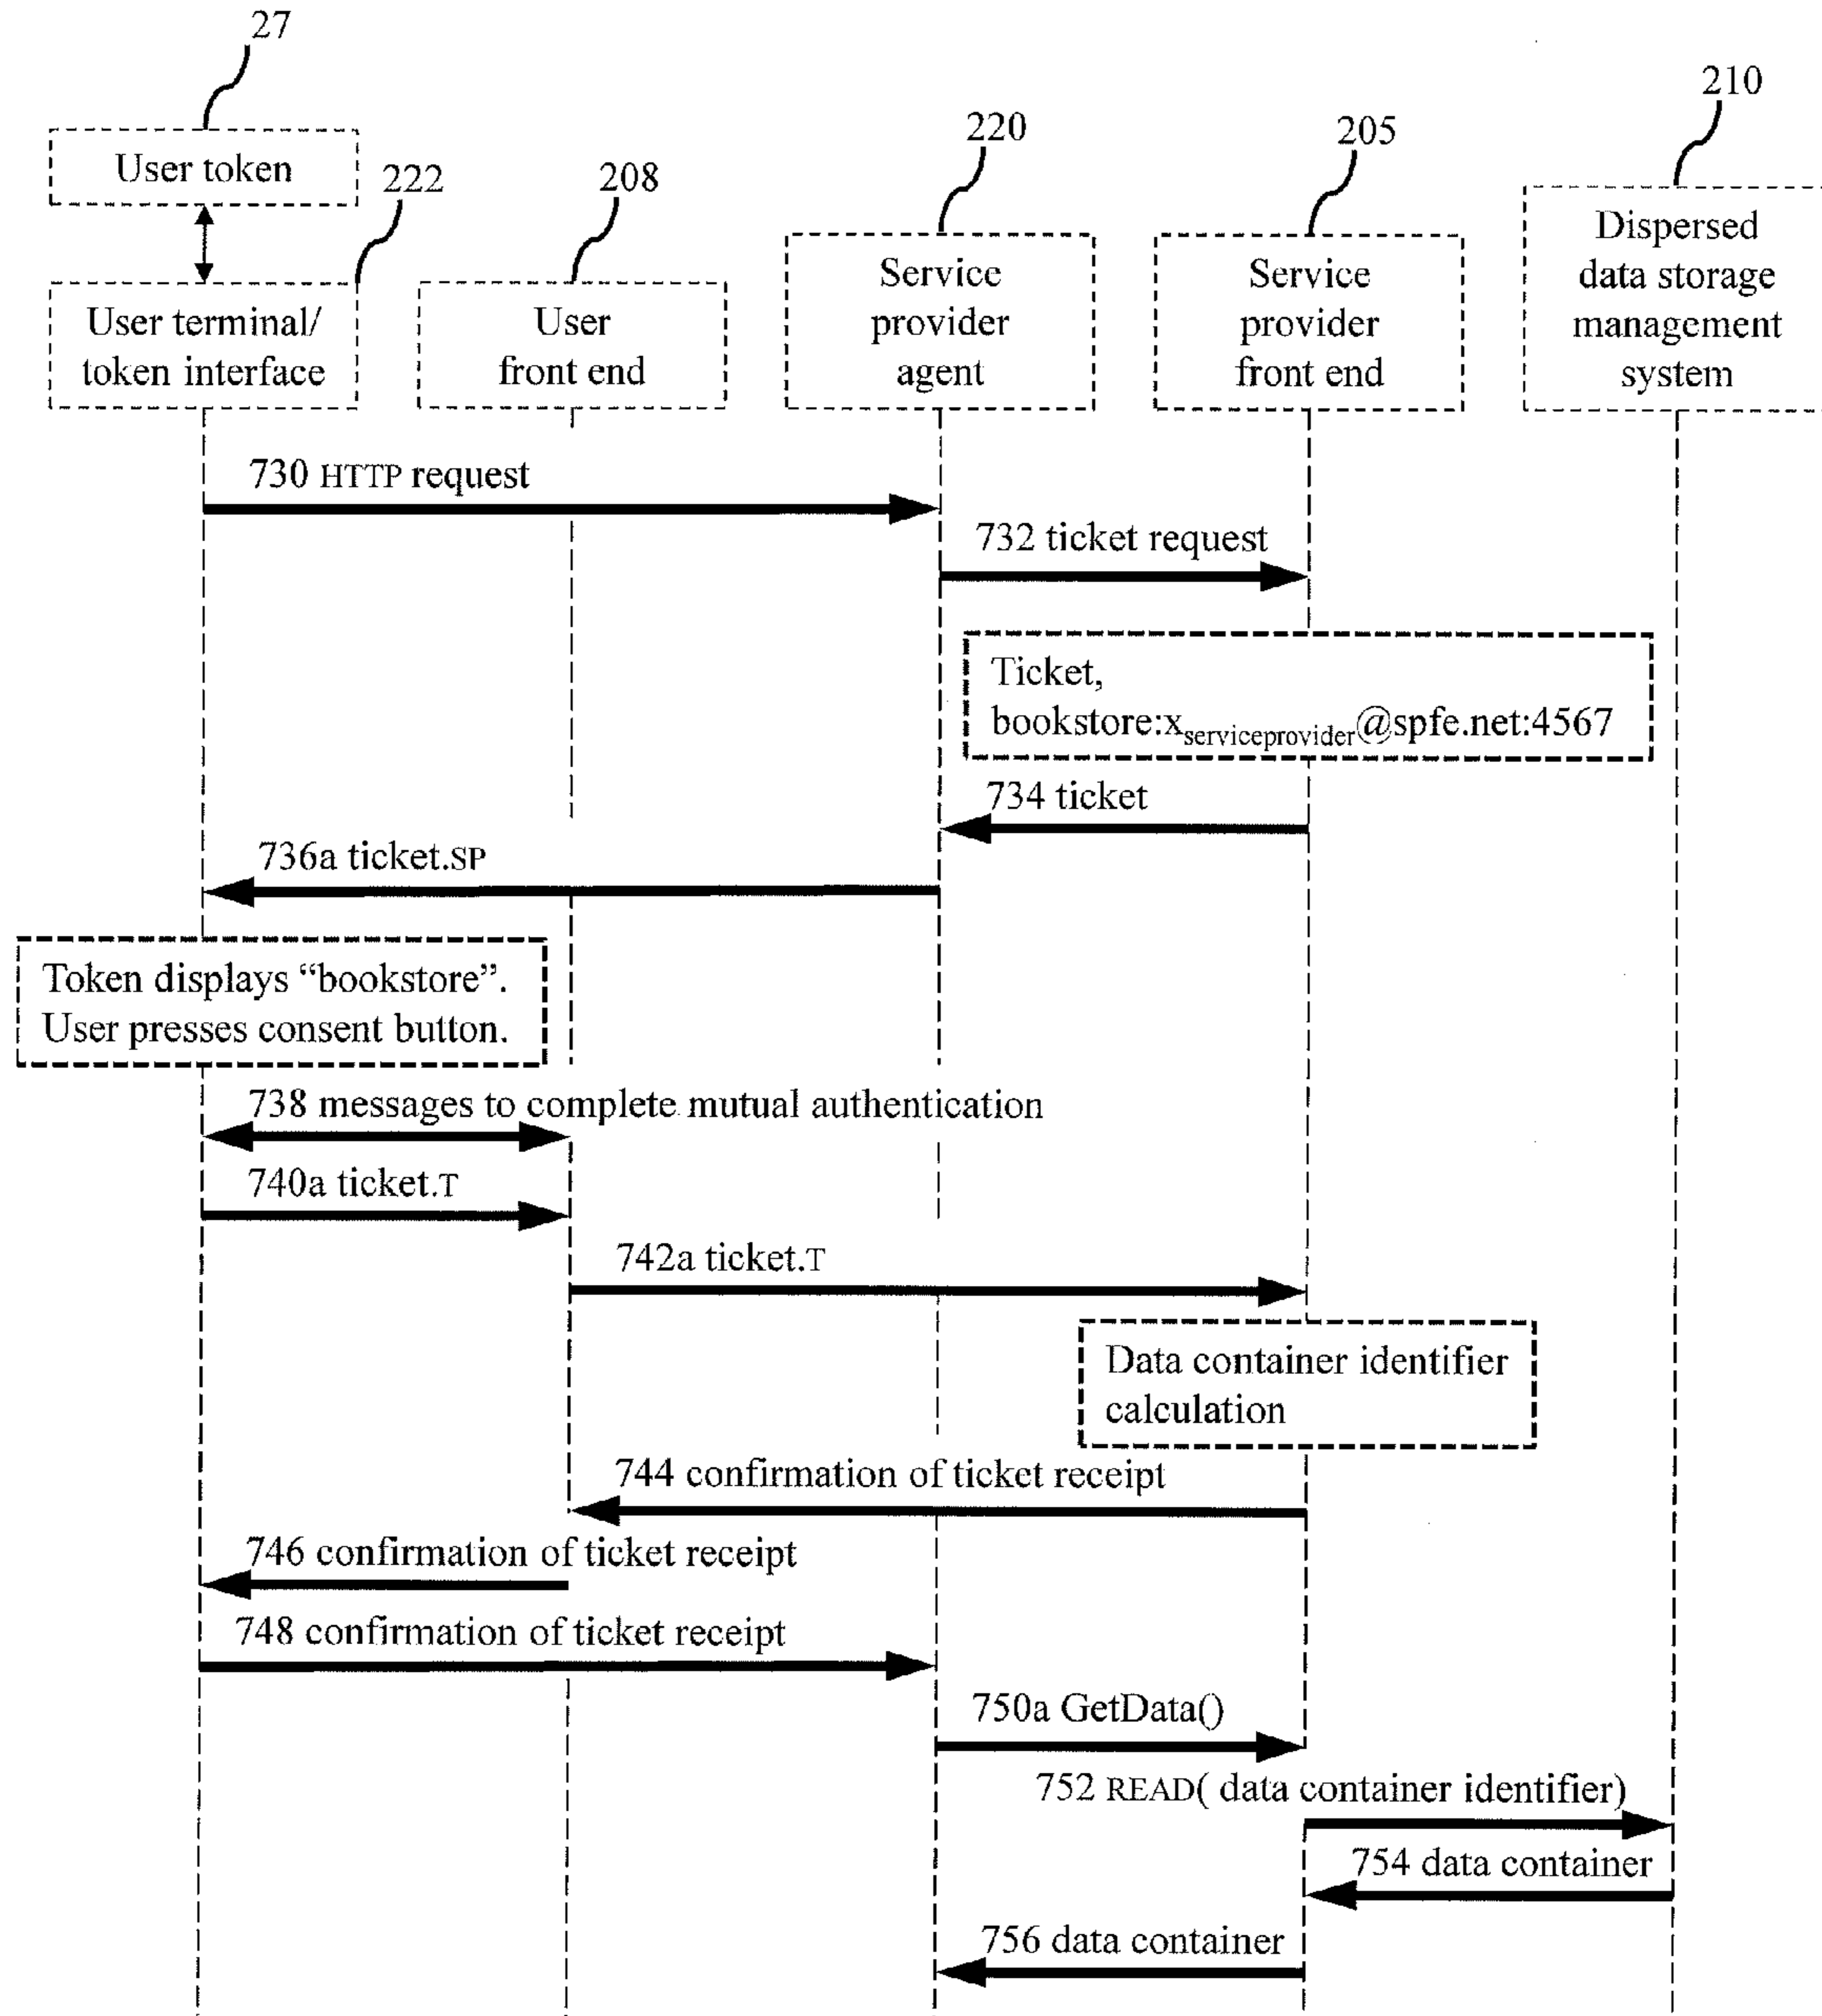 27
User token
222
208
220
205
210
User terminal/
token interface
User
front end
Service
provider
agent
Service
provider
front end
Dispersed
data storage
management
system
730 HTTP request
732 ticket request
Ticket,
bookstore:xserviceprovider@spfe.net:4567
734 ticket
736a ticket.SP
Token displays “bookstore”.
User presses consent button.
738 messages to complete mutual authentication
740a ticket.T
742a ticket.T
Data container identifier
calculation
744 confirmation of ticket receipt
746 confirmation of ticket receipt
748 confirmation of ticket receipt
750a GetData()
752 READ( data container identifier)
754 data container
756 data container